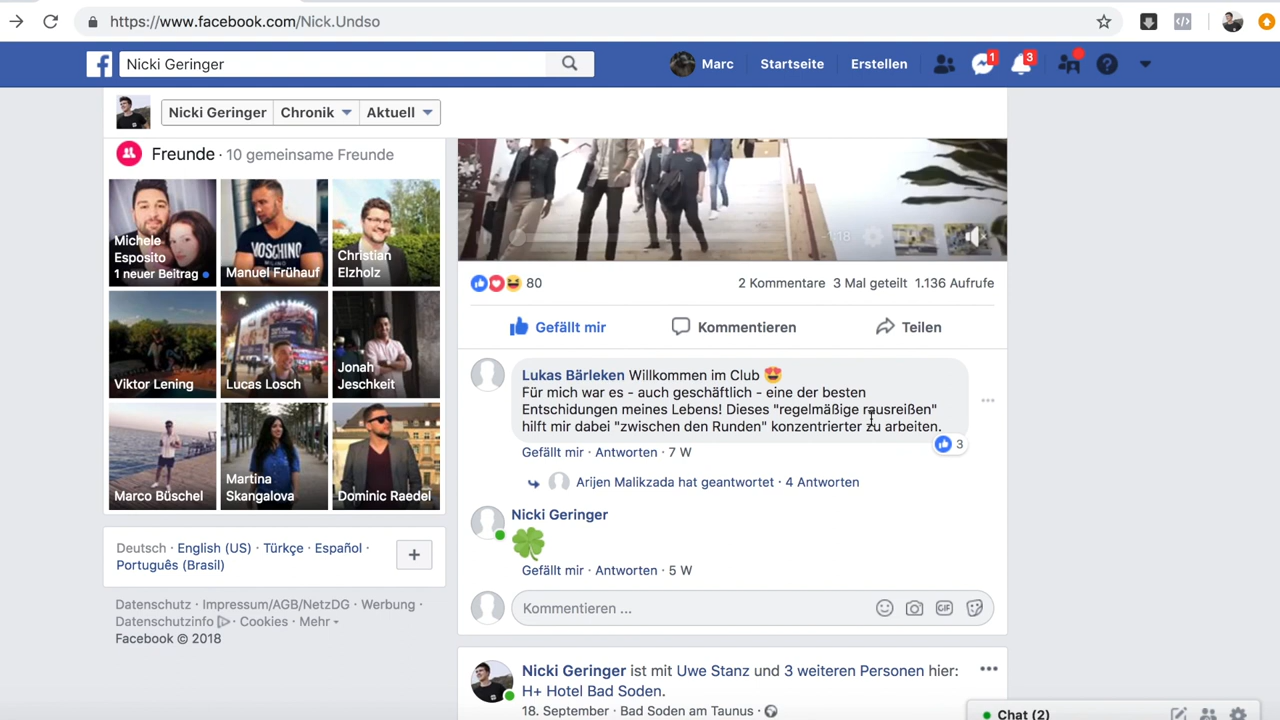 https://www.facebook.com/Nick.Undso
f Nicki Geringer
Marc Startseite Erstellen 1 3
Nicki Geringer Chronik Aktuell
Freunde · 10 gemeinsame Freunde
Michele
Esposito
1 neuer Beitrag
MOSCHINO
Manuel Frühauf
Christian
Elzholz
Viktor Lening
Lucas Losch
Jonah
Jeschkeit
Marco Büschel
Martina
Skangalova
Dominic Raedel
Deutsch · English (US) · Türkçe · Español ·
Português (Brasil)
+
Datenschutz · Impressum/AGB/NetzDG · Werbung ·
Datenschutzinfo · Cookies · Mehr
Facebook © 2018
-1:18
80 2 Kommentare 3 Mal geteilt 1.136 Aufrufe
Gefällt mir Kommentieren Teilen
Lukas Bärleken Willkommen im Club 😍
Für mich war es - auch geschäftlich - eine der besten
Entschidungen meines Lebens! Dieses "regelmäßige rausreißen"
hilft mir dabei "zwischen den Runden" konzentrierter zu arbeiten.
3
Gefällt mir · Antworten · 7 W
Arijen Malikzada hat geantwortet · 4 Antworten
Nicki Geringer
🍀
Gefällt mir · Antworten · 5 W
Kommentieren ...
GIF
Nicki Geringer ist mit Uwe Stanz und 3 weiteren Personen hier:
H+ Hotel Bad Soden.
18. September · Bad Soden am Taunus ·
Chat (2)